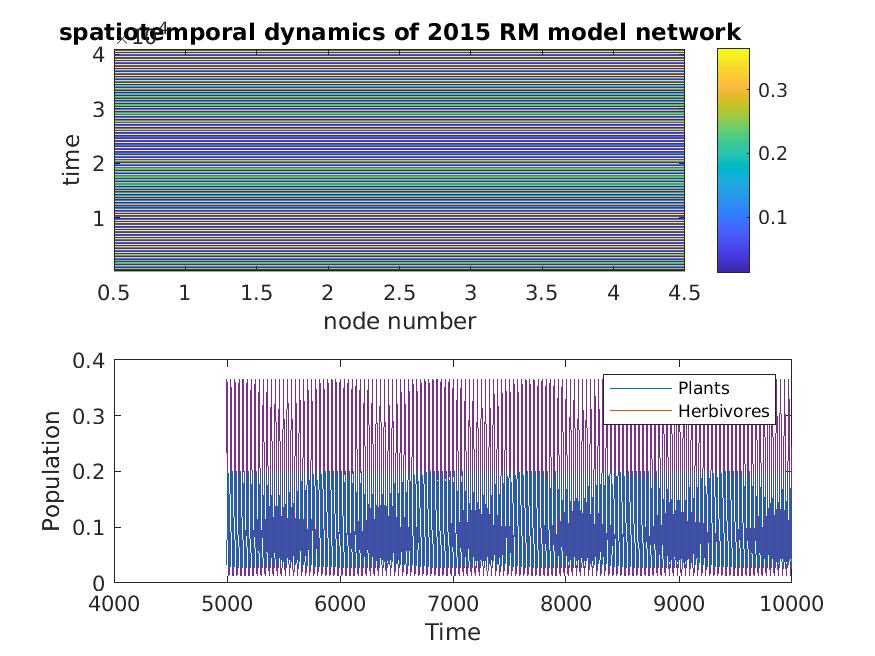 spatiotemporal dynamics of 2015 RM model network
×10⁴
4
3
2
1
time
0.5 1 1.5 2 2.5 3 3.5 4 4.5
node number
0.3
0.2
0.1
0.4
0.3
0.2
0.1
0
Population
Plants
Herbivores
4000 5000 6000 7000 8000 9000 10000
Time